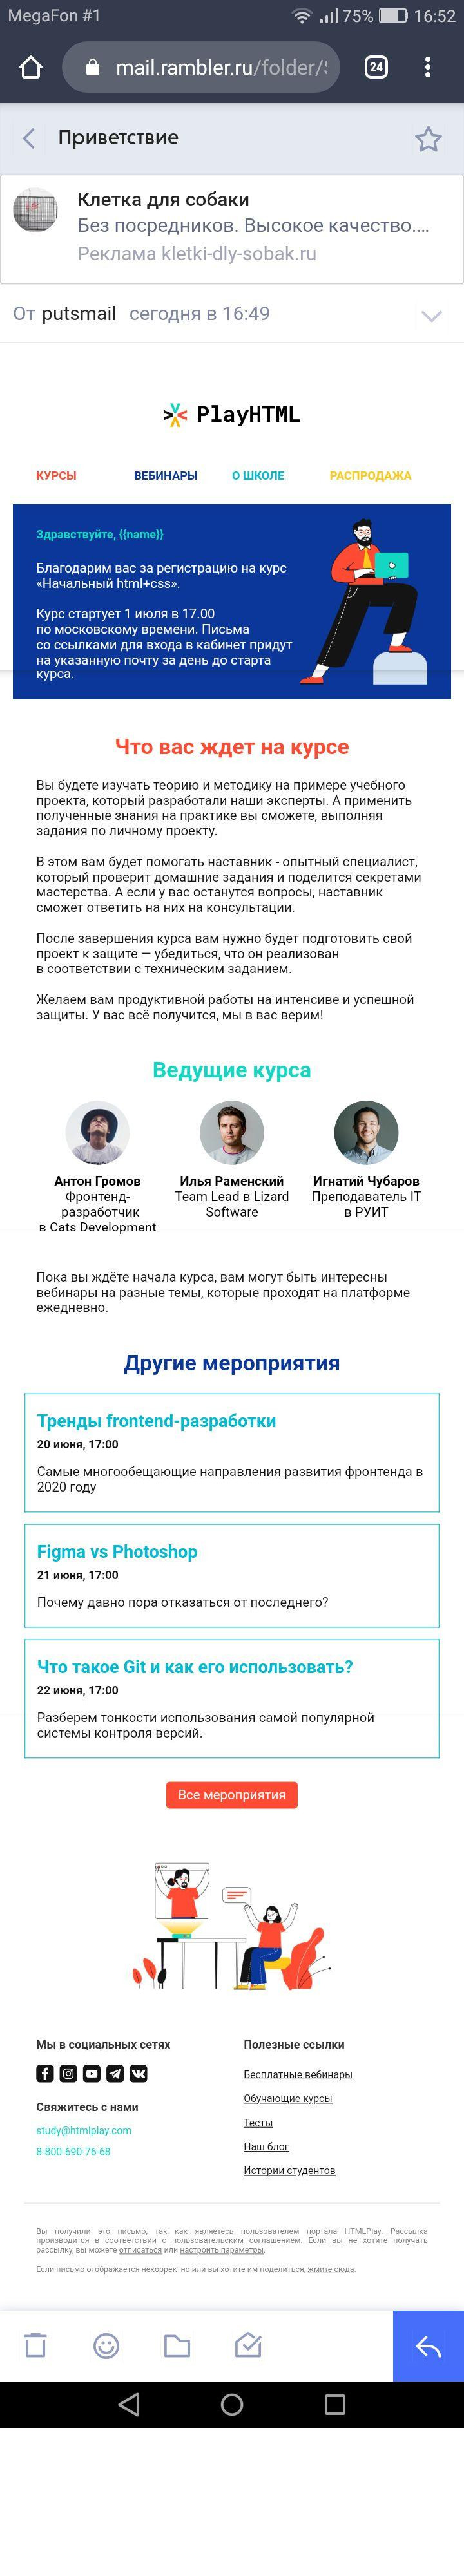 MegaFon #1
75%
16:52
mail.rambler.ru/folder/
24
Приветствие
Клетка для собаки
Без посредников. Высокое качество....
Реклама kletki-dly-sobak.ru
От putsmail сегодня в 16:49
PlayHTML
КУРСЫ ВЕБИНАРЫ О ШКОЛЕ РАСПРОДАЖА
Здравствуйте, {{name}}
Благодарим вас за регистрацию на курс
«Начальный html+css».
Курс стартует 1 июля в 17.00
по московскому времени. Письма
со ссылками для входа в кабинет придут
на указанную почту за день до старта
курса.
Что вас ждет на курсе
Вы будете изучать теорию и методику на примере учебного
проекта, который разработали наши эксперты. А применить
полученные знания на практике вы сможете, выполняя
задания по личному проекту.
В этом вам будет помогать наставник - опытный специалист,
который проверит домашние задания и поделится секретами
мастерства. А если у вас останутся вопросы, наставник
сможет ответить на них на консультации.
После завершения курса вам нужно будет подготовить свой
проект к защите — убедиться, что он реализован
в соответствии с техническим заданием.
Желаем вам продуктивной работы на интенсиве и успешной
защиты. У вас всё получится, мы в вас верим!
Ведущие курса
Антон Громов
Фронтенд-
разработчик
в Cats Development
Илья Раменский
Team Lead в Lizard
Software
Игнатий Чубаров
Преподаватель IT
в РУИТ
Пока вы ждёте начала курса, вам могут быть интересны
вебинары на разные темы, которые проходят на платформе
ежедневно.
Другие мероприятия
Тренды frontend-разработки
20 июня, 17:00
Самые многообещающие направления развития фронтенда в
2020 году
Figma vs Photoshop
21 июня, 17:00
Почему давно пора отказаться от последнего?
Что такое Git и как его использовать?
22 июня, 17:00
Разберем тонкости использования самой популярной
системы контроля версий.
Все мероприятия
Мы в социальных сетях
Свяжитесь с нами
study@htmlplay.com
8-800-690-76-68
Полезные ссылки
Бесплатные вебинары
Обучающие курсы
Тесты
Наш блог
Истории студентов
Вы получили это письмо, так как являетесь пользователем портала HTMLPlay. Рассылка
производится в соответствии с пользовательским соглашением. Если вы не хотите получать
рассылку, вы можете отписаться или настроить параметры.
Если письмо отображается некорректно или вы хотите им поделиться, жмите сюда.